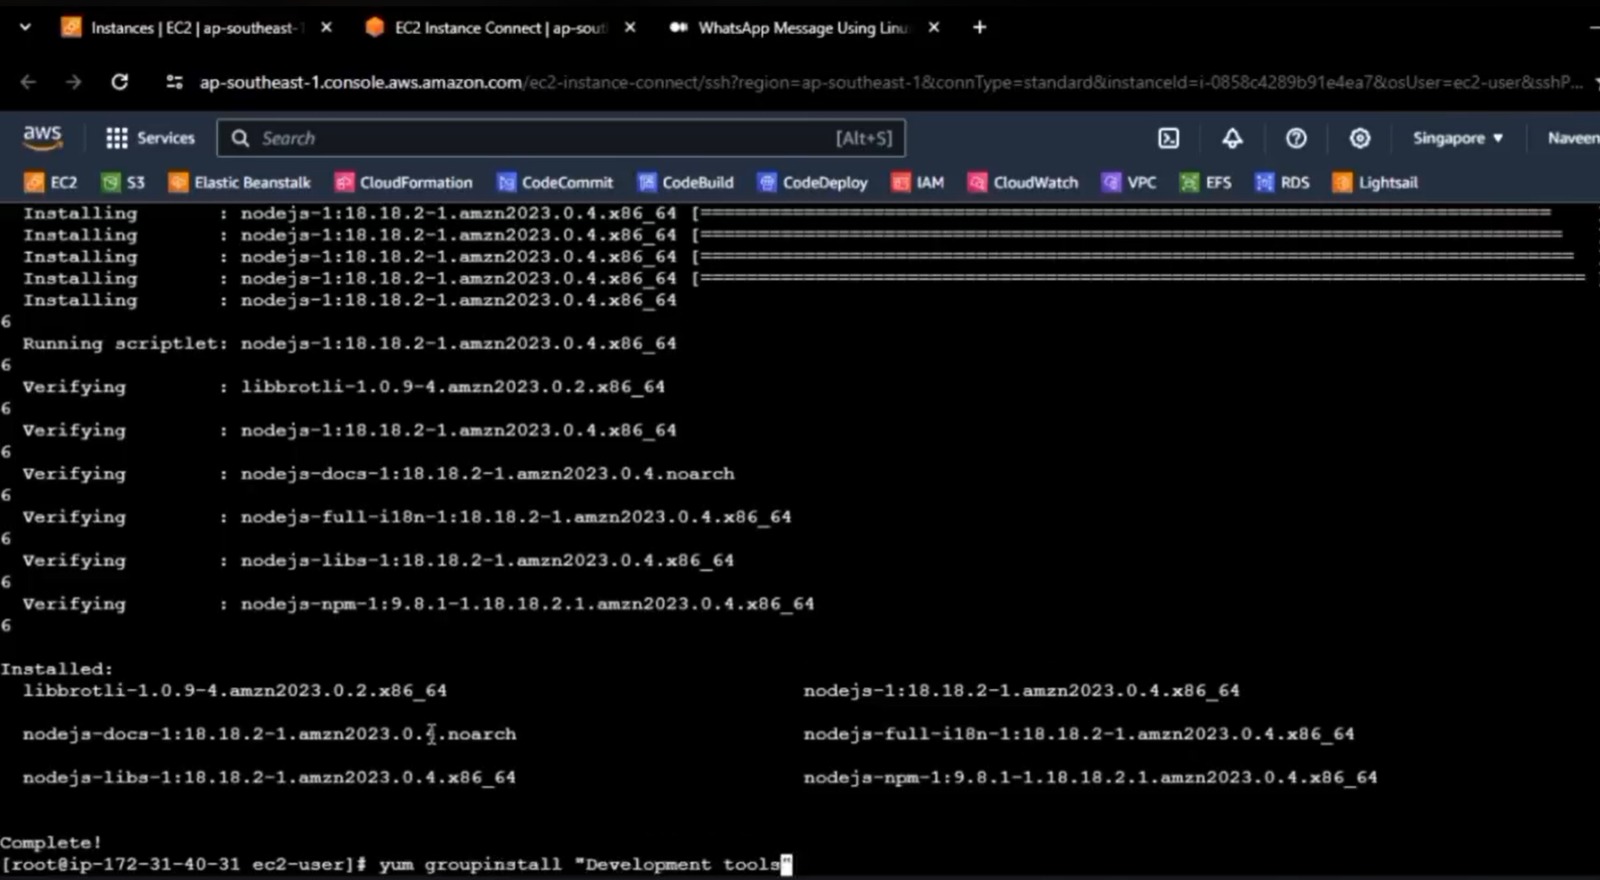 Instances | EC2 | ap-southeast-1
EC2 Instance Connect | ap-sout
WhatsApp Message Using Linu
ap-southeast-1.console.aws.amazon.com/ec2-instance-connect/ssh?region=ap-southeast-1&connType=standard&instanceId=i-0858c4289b91e4ea7&osUser=ec2-user&sshP...
aws Services Search [Alt+S] Singapore Naveen
EC2 S3 Elastic Beanstalk CloudFormation CodeCommit CodeBuild CodeDeploy IAM CloudWatch VPC EFS RDS Lightsail
Installing : nodejs-1:18.18.2-1.amzn2023.0.4.x86_64 [==========================================================================
Installing : nodejs-1:18.18.2-1.amzn2023.0.4.x86_64 [===========================================================================
Installing : nodejs-1:18.18.2-1.amzn2023.0.4.x86_64 [============================================================================
Installing : nodejs-1:18.18.2-1.amzn2023.0.4.x86_64 [=============================================================================
Installing : nodejs-1:18.18.2-1.amzn2023.0.4.x86_64
6
Running scriptlet: nodejs-1:18.18.2-1.amzn2023.0.4.x86_64
6
Verifying : libbrotli-1.0.9-4.amzn2023.0.2.x86_64
6
Verifying : nodejs-1:18.18.2-1.amzn2023.0.4.x86_64
6
Verifying : nodejs-docs-1:18.18.2-1.amzn2023.0.4.noarch
6
Verifying : nodejs-full-i18n-1:18.18.2-1.amzn2023.0.4.x86_64
6
Verifying : nodejs-libs-1:18.18.2-1.amzn2023.0.4.x86_64
6
Verifying : nodejs-npm-1:9.8.1-1.18.18.2.1.amzn2023.0.4.x86_64
6
Installed:
libbrotli-1.0.9-4.amzn2023.0.2.x86_64 nodejs-1:18.18.2-1.amzn2023.0.4.x86_64
nodejs-docs-1:18.18.2-1.amzn2023.0.4.noarch nodejs-full-i18n-1:18.18.2-1.amzn2023.0.4.x86_64
nodejs-libs-1:18.18.2-1.amzn2023.0.4.x86_64 nodejs-npm-1:9.8.1-1.18.18.2.1.amzn2023.0.4.x86_64
Complete!
[root@ip-172-31-40-31 ec2-user]# yum groupinstall "Development tools"